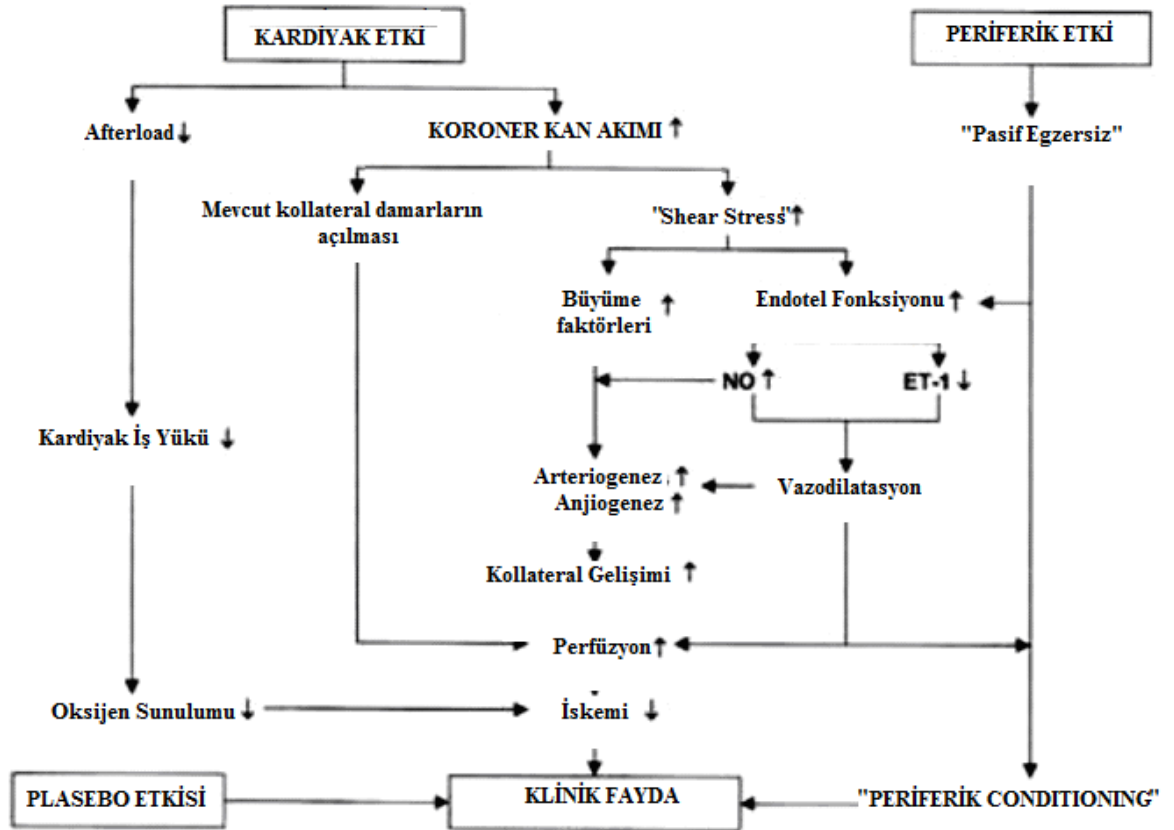 KARDİYAK ETKİ
PERİFERİK ETKİ
Afterload ↓
KORONER KAN AKIMI ↑
"Pasif Egzersiz"
Mevcut kollateral damarların
açılması
"Shear Stress" ↑
Büyüme
faktörleri ↑
Endotel Fonksiyonu ↑
NO ↑
ET-1 ↓
Kardiyak İş Yükü ↓
Arteriogenez ↑
Anjiogenez ↑
Vazodilatasyon
Kollateral Gelişimi ↑
Perfüzyon ↑
Oksijen Sunulumu ↓
İskemi ↓
PLASEBO ETKİSİ
KLİNİK FAYDA
"PERİFERİK CONDITIONING"